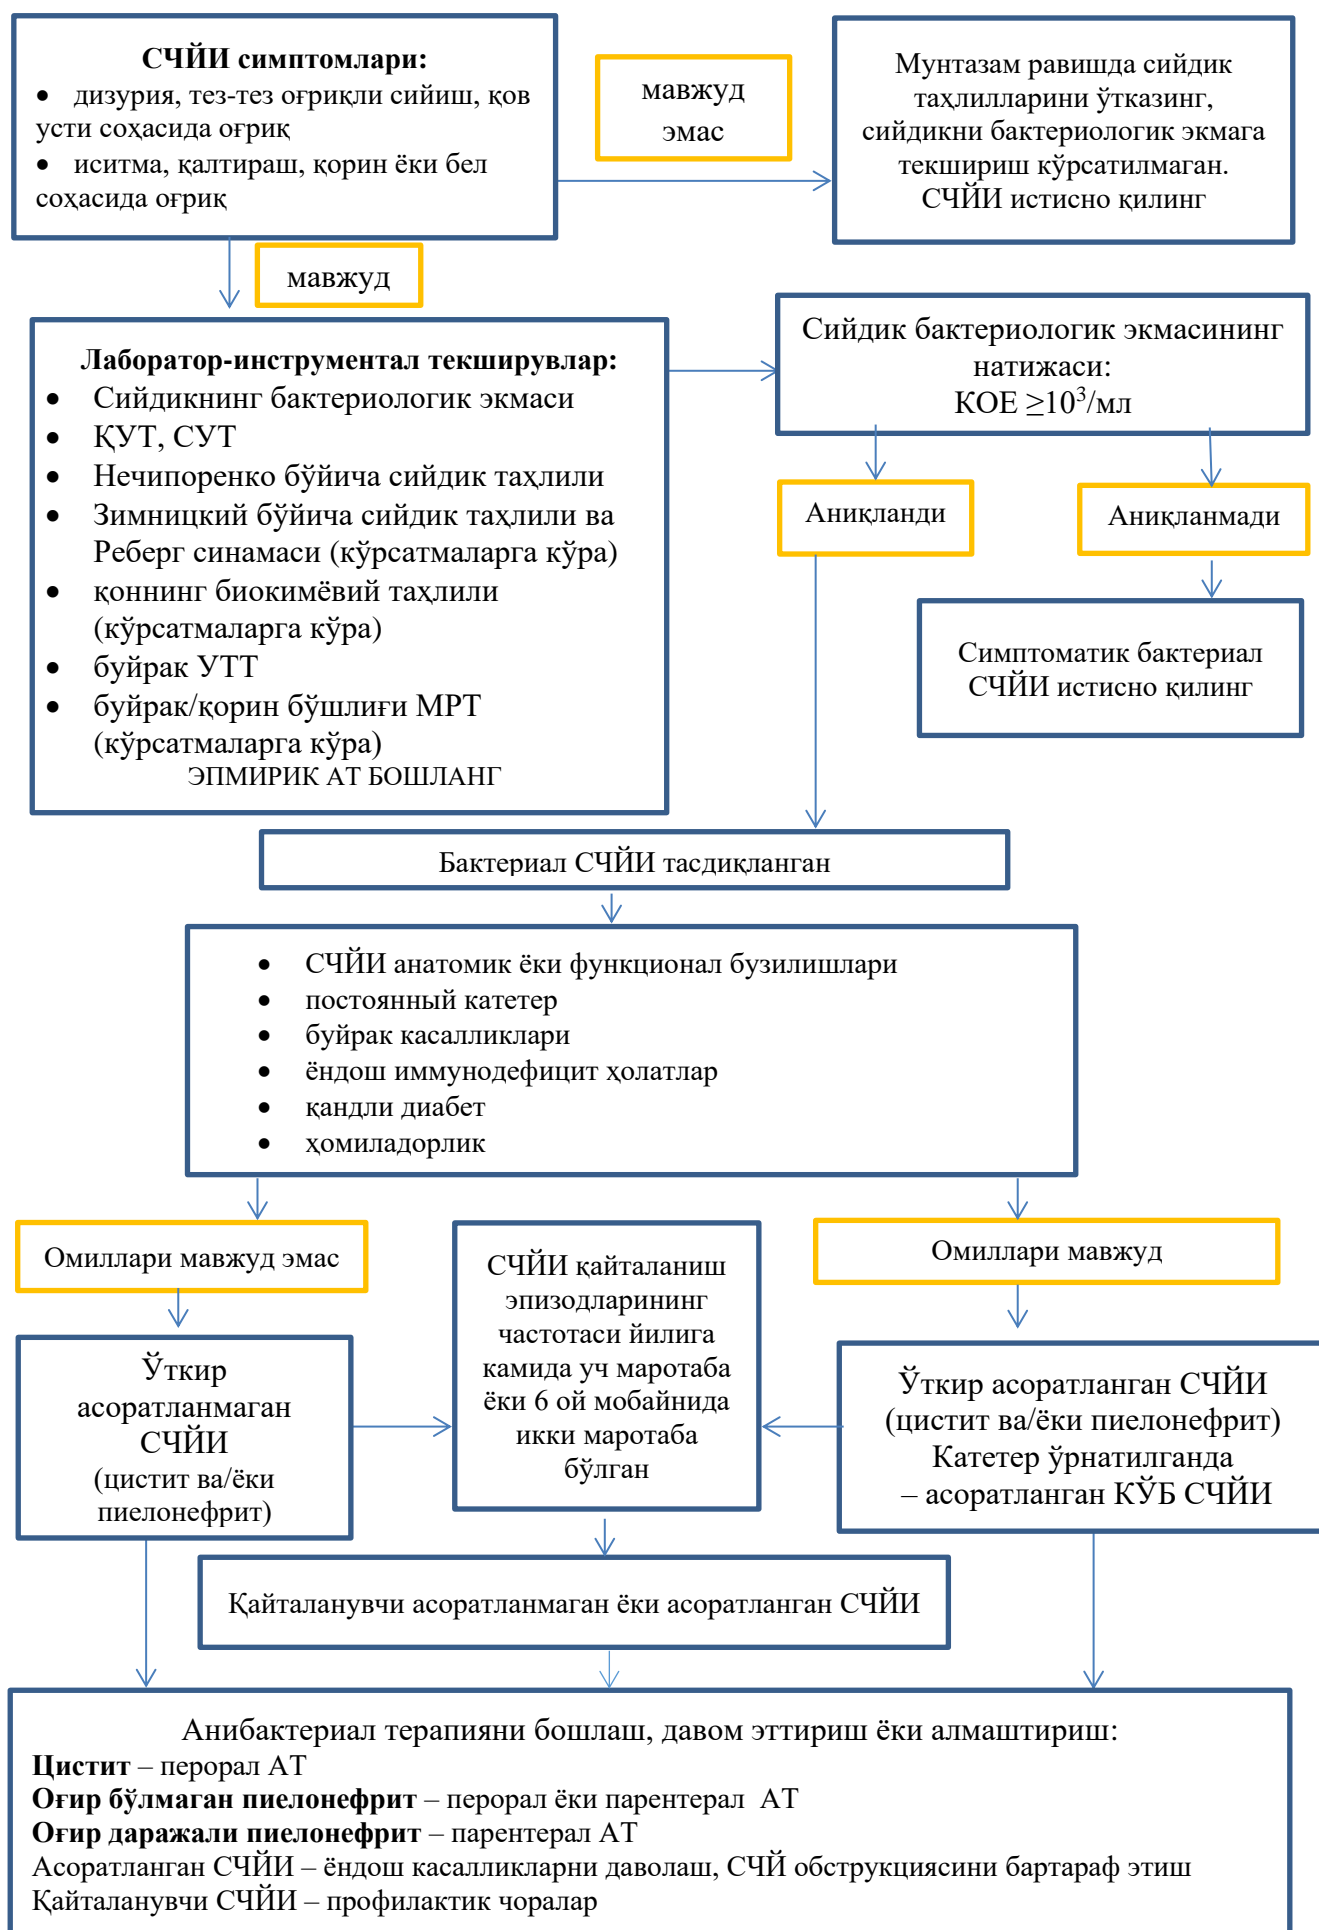 СЧЙИ симптомлари:
• дизурия, тез-тез оғриқли сийиш, қов
усти соҳасида оғриқ
• иситма, қалтираш, қорин ёки бел
соҳасида оғриқ
мавжуд
эмас
Мунтазам равишда сийдик
таҳлилларини ўтказинг,
сийдикни бактериологик экмага
текшириш кўрсатилмаган.
СЧЙИ истисно қилинг
мавжуд
Лаборатор-инструментал текширувлар:
• Сийдикнинг бактериологик экмаси
• ҚУТ, СУТ
• Нечипоренко бўйича сийдик таҳлили
• Зимницкий бўйича сийдик таҳлили ва
Реберг синамаси (кўрсатмаларга кўра)
• қоннинг биокимёвий таҳлили
(кўрсатмаларга кўра)
• буйрак УТТ
• буйрак/қорин бўшлиғи МРТ
(кўрсатмаларга кўра)
ЭПМИРИК АТ БОШЛАНГ
Сийдик бактериологик экмасининг
натижаси:
КОЕ ≥10³/мл
Аниқланди
Аниқланмади
Симптоматик бактериал
СЧЙИ истисно қилинг
Бактериал СЧЙИ тасдиқланган
• СЧЙИ анатомик ёки функционал бузилишлари
• постоянный катетер
• буйрак касалликлари
• ёндош иммунодефицит ҳолатлар
• қандли диабет
• ҳомиладорлик
Омиллари мавжуд эмас
СЧЙИ қайталаниш
эпизодларининг
частотаси йилига
камида уч маротаба
ёки 6 ой мобайнида
икки маротаба
бўлган
Омиллари мавжуд
Ўткир
асоратланмаган
СЧЙИ
(цистит ва/ёки
пиелонефрит)
Ўткир асоратланган СЧЙИ
(цистит ва/ёки пиелонефрит)
Катетер ўрнатилганда
– асоратланган КЎБ СЧЙИ
Қайталанувчи асоратланмаган ёки асоратланган СЧЙИ
Анибактериал терапияни бошлаш, давом эттириш ёки алмаштириш:
Цистит – перорал АТ
Оғир бўлмаган пиелонефрит – перорал ёки парентерал АТ
Оғир даражали пиелонефрит – парентерал АТ
Асоратланган СЧЙИ – ёндош касалликларни даволаш, СЧЙ обструкциясини бартараф этиш
Қайталанувчи СЧЙИ – профилактик чоралар